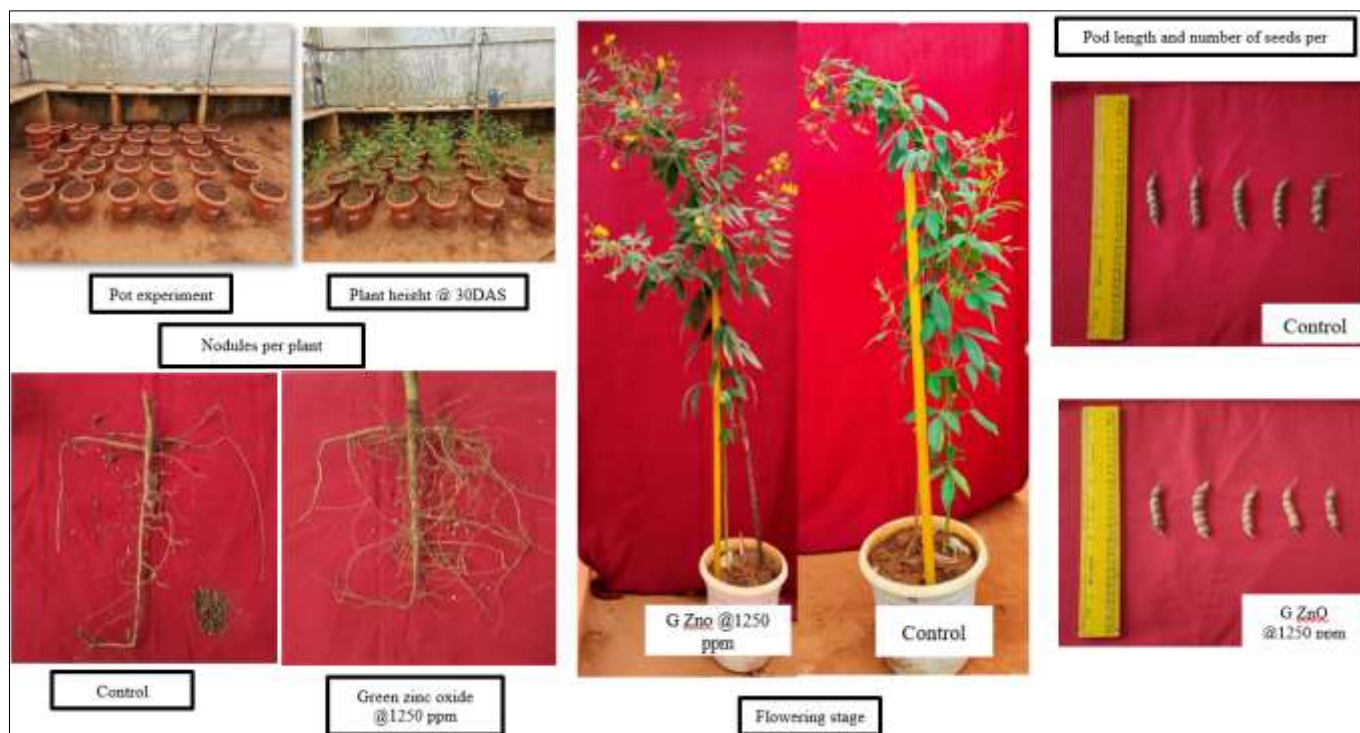 Pot experiment
Plant height @ 30DAS
Nodules per plant
Control
Green zinc oxide
@1250 ppm
G Zno @1250
ppm
Control
Flowering stage
Pod length and number of seeds per
Control
G ZnO
@1250 ppm